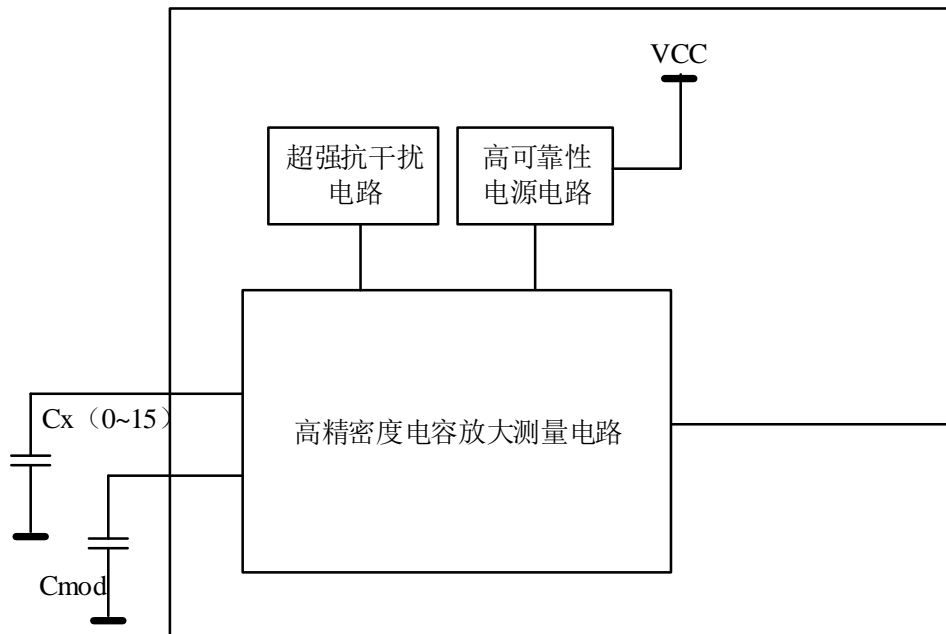 VCC
超强抗干扰
电路
高可靠性
电源电路
Cx（0~15）
高精密度电容放大测量电路
Cmod